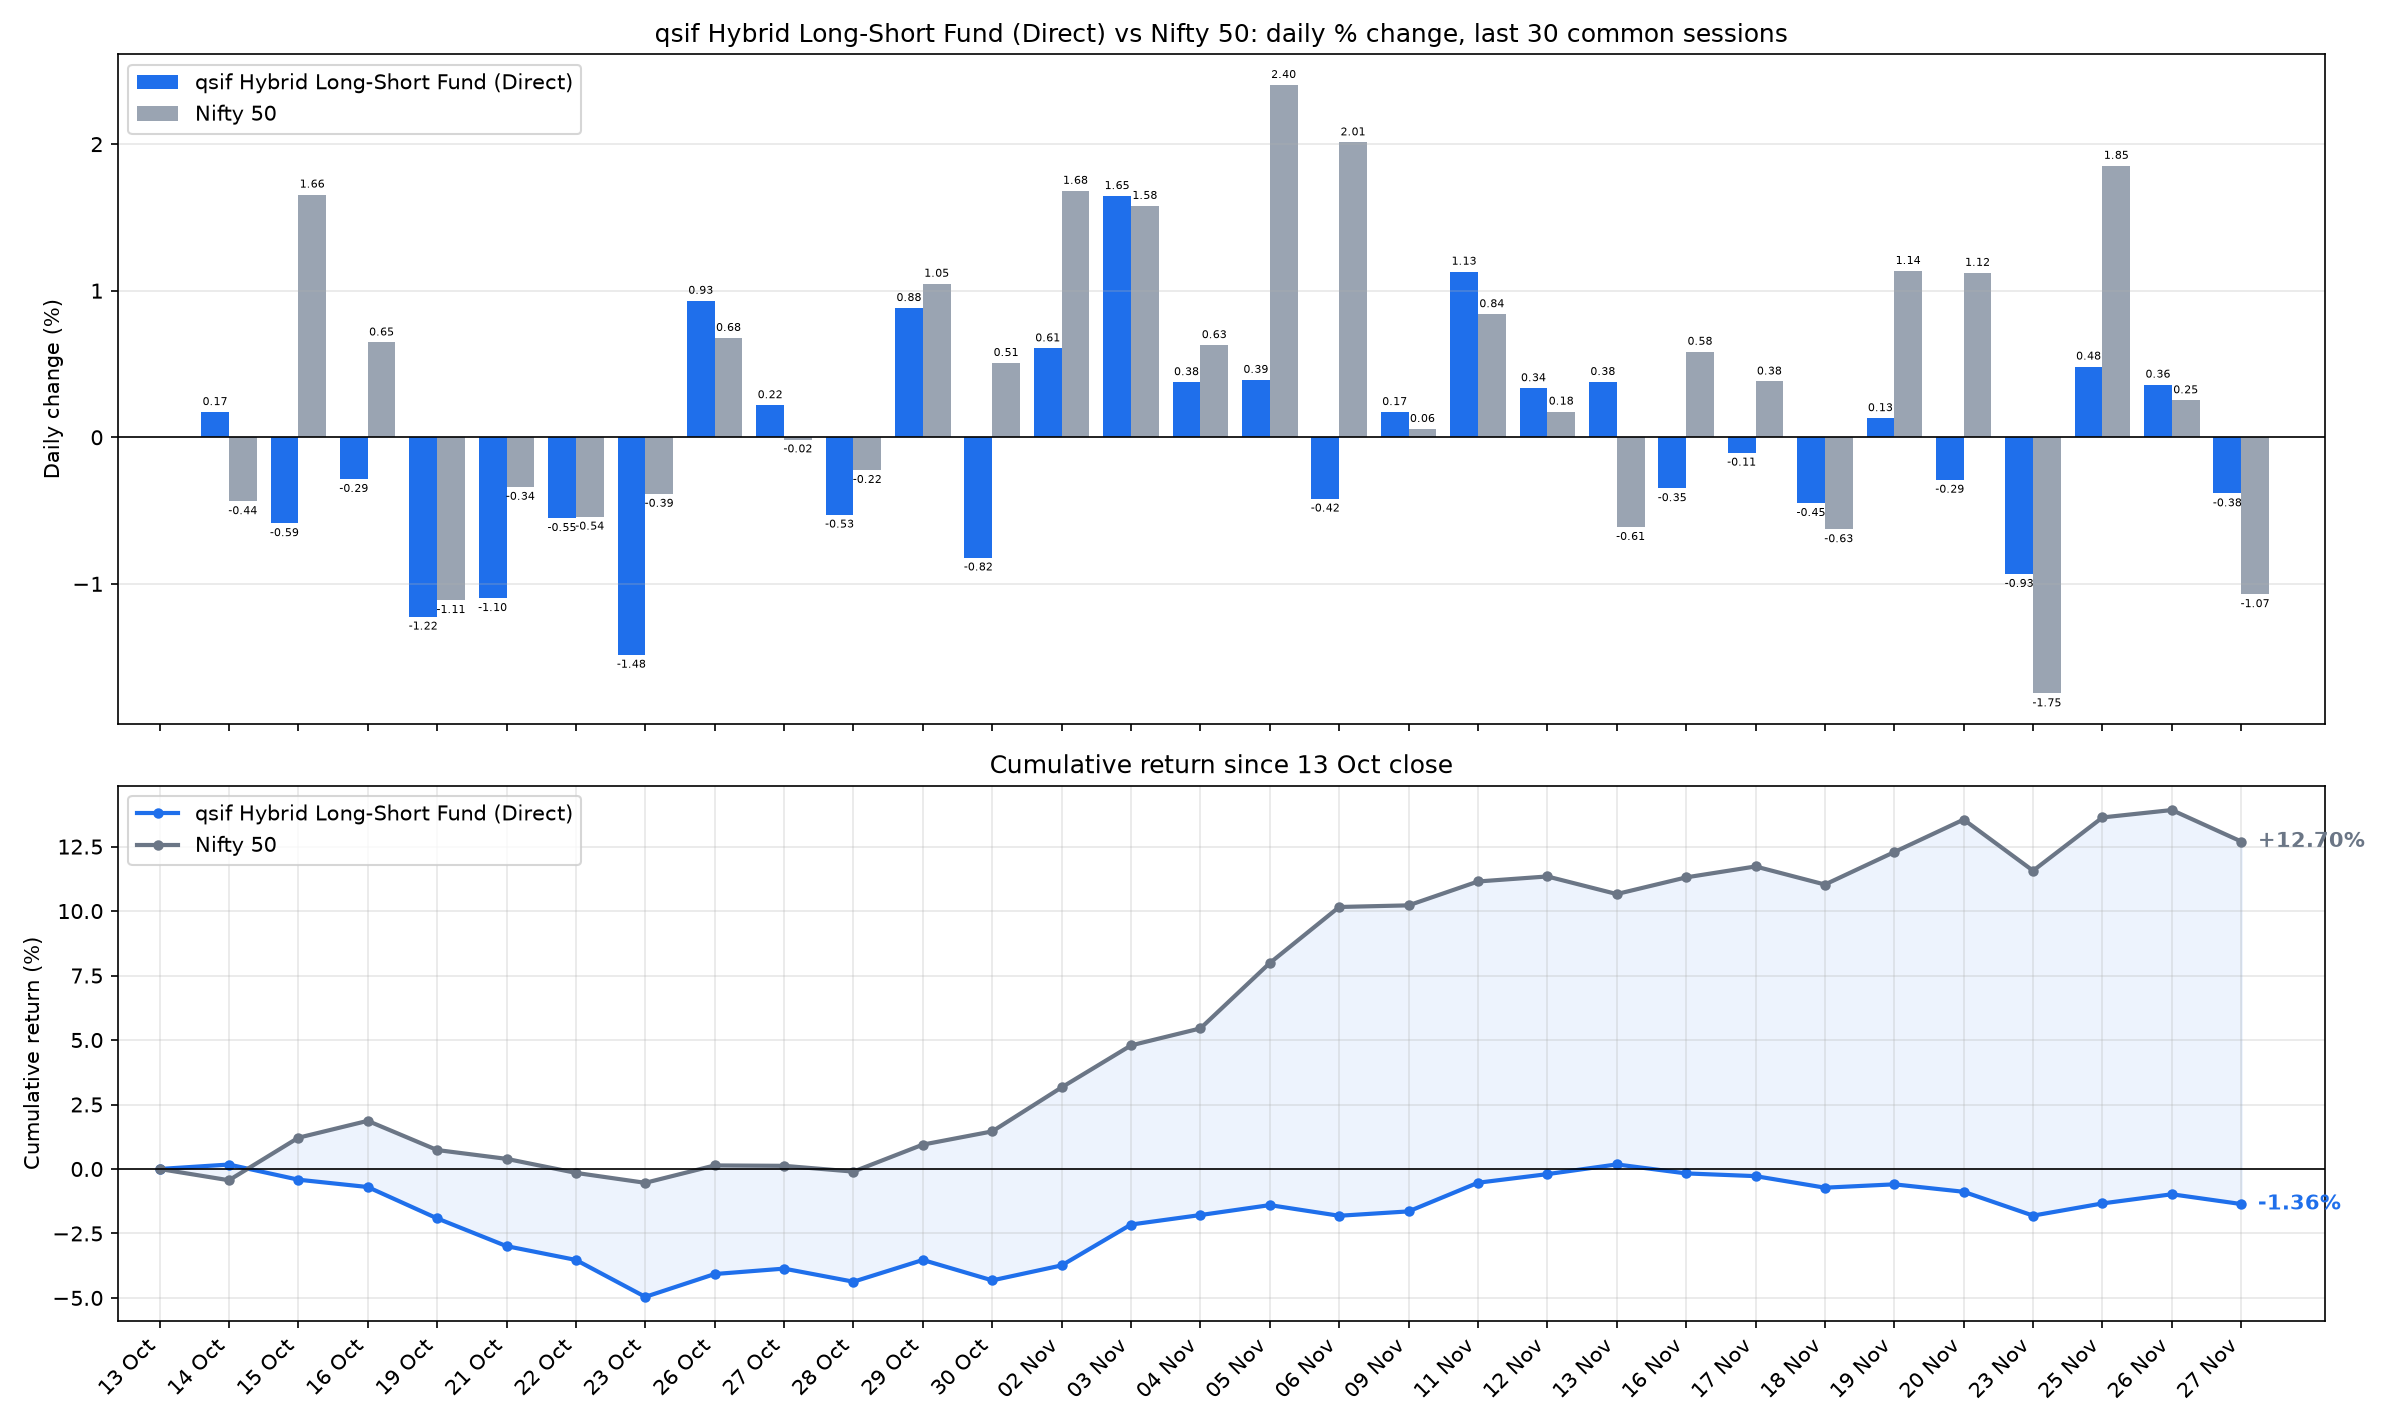 qsif Hybrid Long-Short Fund (Direct) vs Nifty 50: daily % change, last 30 common sessions
qsif Hybrid Long-Short Fund (Direct)
Nifty 50
Daily change (%)
2
1
0
−1
0.17
-0.44
-0.59
1.66
-0.29
0.65
-1.22
-1.11
-1.10
-0.34
-0.55
-0.54
-1.48
-0.39
0.93
0.68
0.22
-0.02
-0.53
-0.22
0.88
1.05
-0.82
0.51
0.61
1.68
1.65
1.58
0.38
0.63
0.39
2.40
-0.42
2.01
0.17
0.06
1.13
0.84
0.34
0.18
0.38
-0.61
-0.35
0.58
-0.11
0.38
-0.45
-0.63
0.13
1.14
-0.29
1.12
-0.93
-1.75
0.48
1.85
0.36
0.25
-0.38
-1.07
Cumulative return since 13 Oct close
qsif Hybrid Long-Short Fund (Direct)
Nifty 50
Cumulative return (%)
12.5
10.0
7.5
5.0
2.5
0.0
−2.5
−5.0
+12.70%
-1.36%
13 Oct
14 Oct
15 Oct
16 Oct
19 Oct
21 Oct
22 Oct
23 Oct
26 Oct
27 Oct
28 Oct
29 Oct
30 Oct
02 Nov
03 Nov
04 Nov
05 Nov
06 Nov
09 Nov
11 Nov
12 Nov
13 Nov
16 Nov
17 Nov
18 Nov
19 Nov
20 Nov
23 Nov
25 Nov
26 Nov
27 Nov